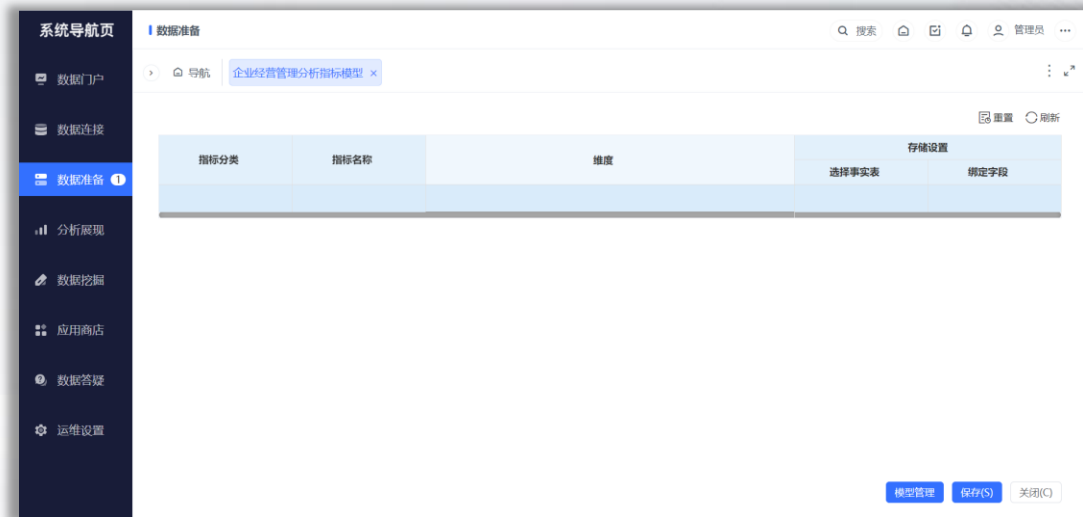 系统导航页
数据准备
搜索
管理员
数据门户
导航
企业经营管理分析指标模型 ×
数据连接
重置
刷新
指标分类
指标名称
维度
存储设置
选择事实表
绑定字段
数据准备 1
分析展现
数据挖掘
应用商店
数据答疑
运维设置
模型管理
保存(S)
关闭(C)